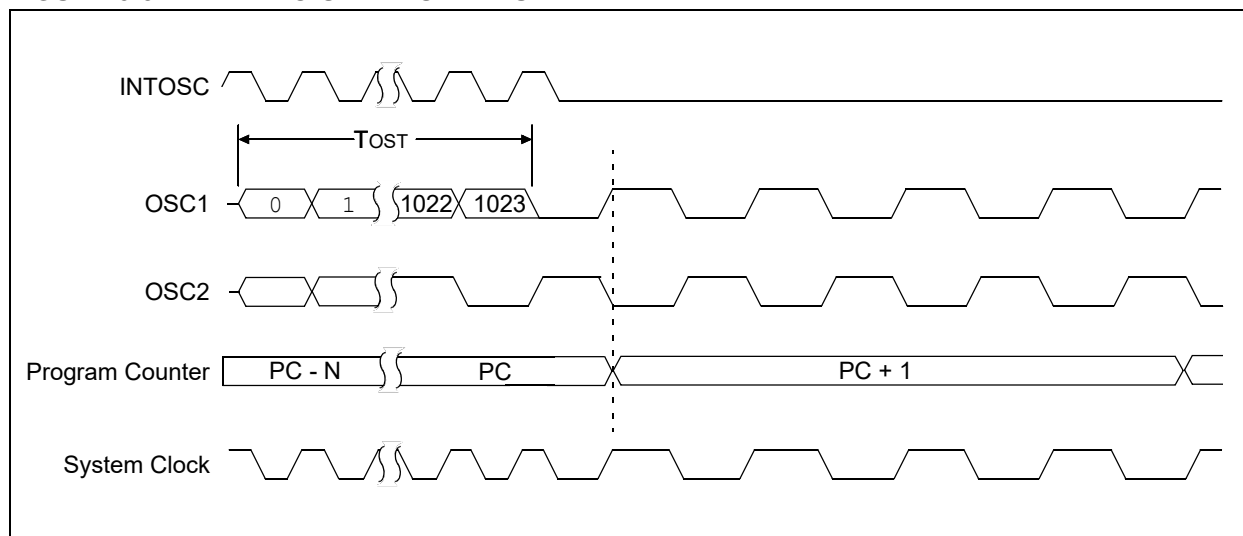 INTOSC
TOST
OSC1 0 1 1022 1023
OSC2
Program Counter PC - N PC PC + 1
System Clock